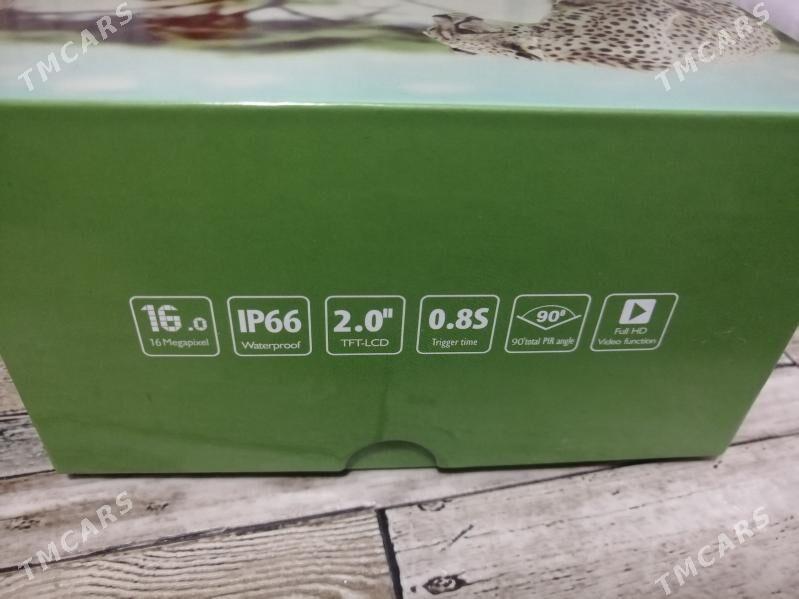 TMCARS
TMCARS
16.0
16 Megapixel
IP66
Waterproof
2.0"
TFT-LCD
0.8S
Trigger time
90°
90°total PIR angle
Full HD
Video function
TMCARS
TMCARS